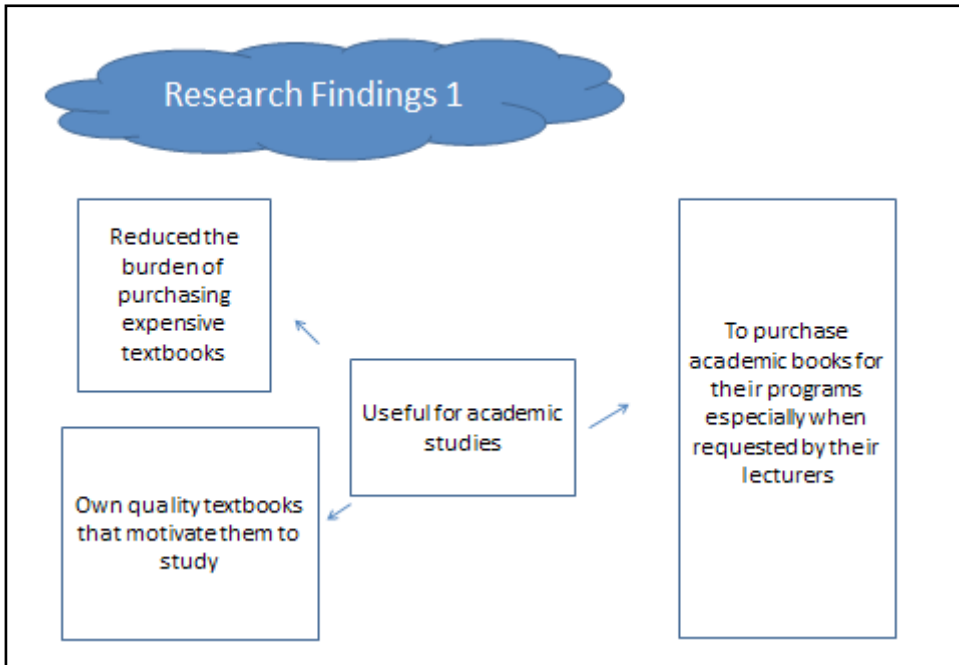 Research Findings 1
Reduced the
burden of
purchasing
expensive
textbooks
Useful for academic
studies
Own quality textbooks
that motivate them to
study
To purchase
academic books for
their programs
especially when
requested by their
lecturers